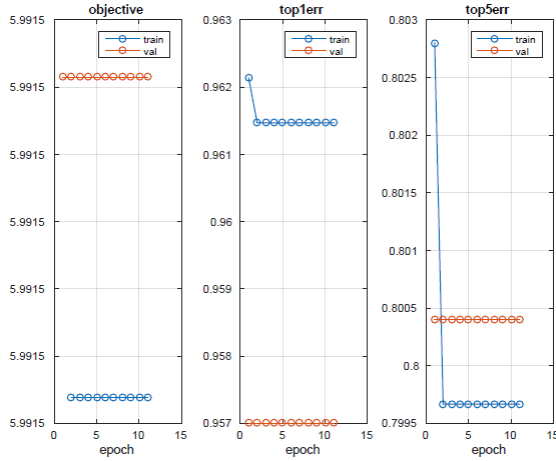 objective
5.9915
5.9915
5.9915
5.9915
5.9915
5.9915
5.9915
0
5
10
15
epoch
train
val
top1err
0.963
0.962
0.961
0.96
0.959
0.958
0.957
0
5
10
15
epoch
train
val
top5err
0.803
0.8025
0.802
0.8015
0.801
0.8005
0.8
0.7995
0
5
10
15
epoch
train
val